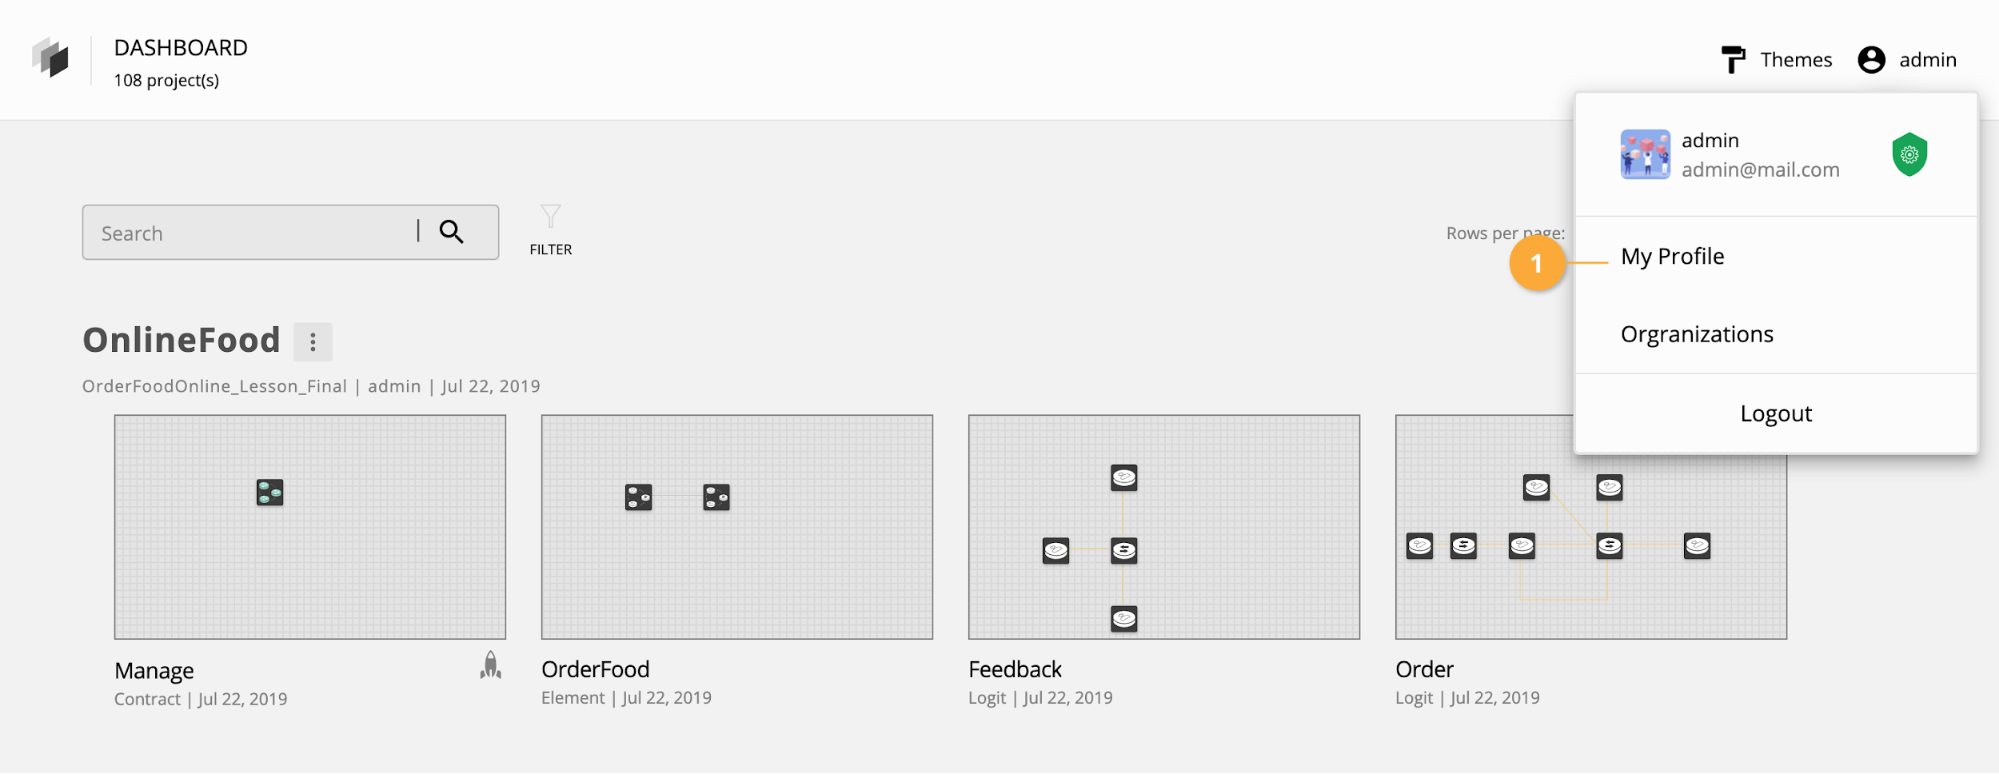 DASHBOARD
108 project(s)
Themes
admin
admin
admin@mail.com
Search
FILTER
Rows per page:
1
My Profile
Orgranizations
Logout
OnlineFood
OrderFoodOnline_Lesson_Final | admin | Jul 22, 2019
Manage
Contract | Jul 22, 2019
OrderFood
Element | Jul 22, 2019
Feedback
Logit | Jul 22, 2019
Order
Logit | Jul 22, 2019